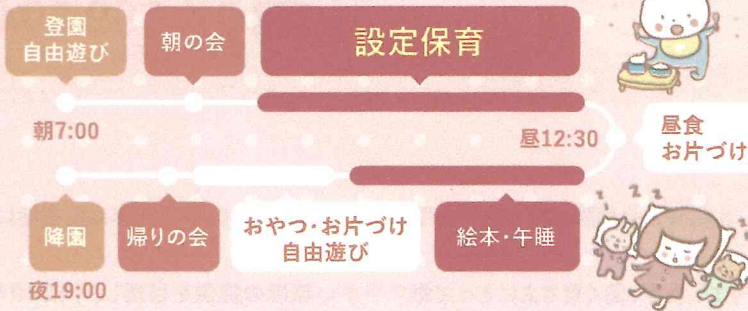 登園
自由遊び
朝の会
設定保育
朝7:00
昼12:30
昼食
お片づけ
降園
帰りの会
おやつ・お片づけ
自由遊び
絵本・午睡
z z z
夜19:00